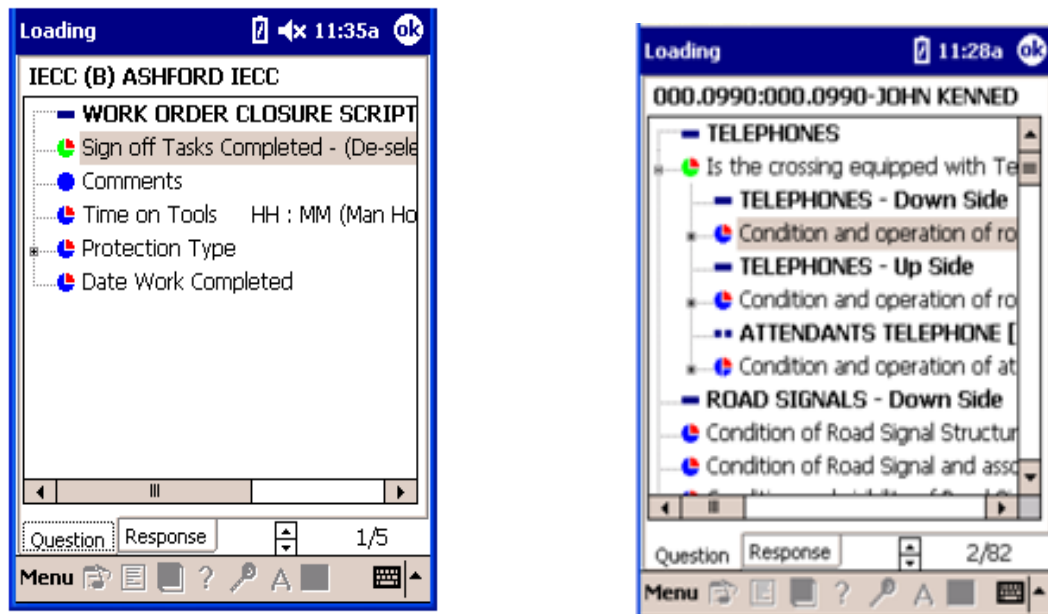 Loading 11:35a ok
IECC (B) ASHFORD IECC
WORK ORDER CLOSURE SCRIPT
Sign off Tasks Completed - (De-sele
Comments
Time on Tools HH : MM (Man Ho
Protection Type
Date Work Completed
Question Response 1/5
Menu ? A
Loading 11:28a ok
000.0990:000.0990-JOHN KENNED
TELEPHONES
Is the crossing equipped with Te
TELEPHONES - Down Side
Condition and operation of ro
TELEPHONES - Up Side
Condition and operation of ro
ATTENDANTS TELEPHONE [
Condition and operation of at
ROAD SIGNALS - Down Side
Condition of Road Signal Structur
Condition of Road Signal and asso
Question Response 2/82
Menu ? A